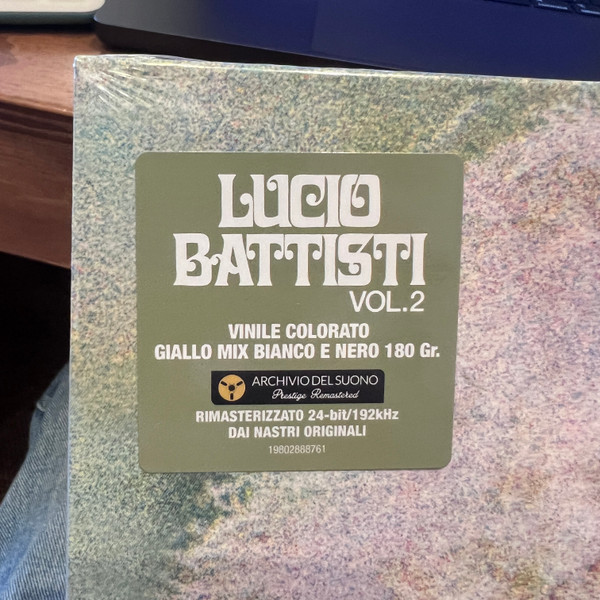 LUCIO
BATTISTI
VOL.2
VINILE COLORATO
GIALLO MIX BIANCO E NERO 180 Gr.
ARCHIVIO DEL SUONO
Prestige Remastered
RIMASTERIZZATO 24-bit/192kHz
DAI NASTRI ORIGINALI
19802888761